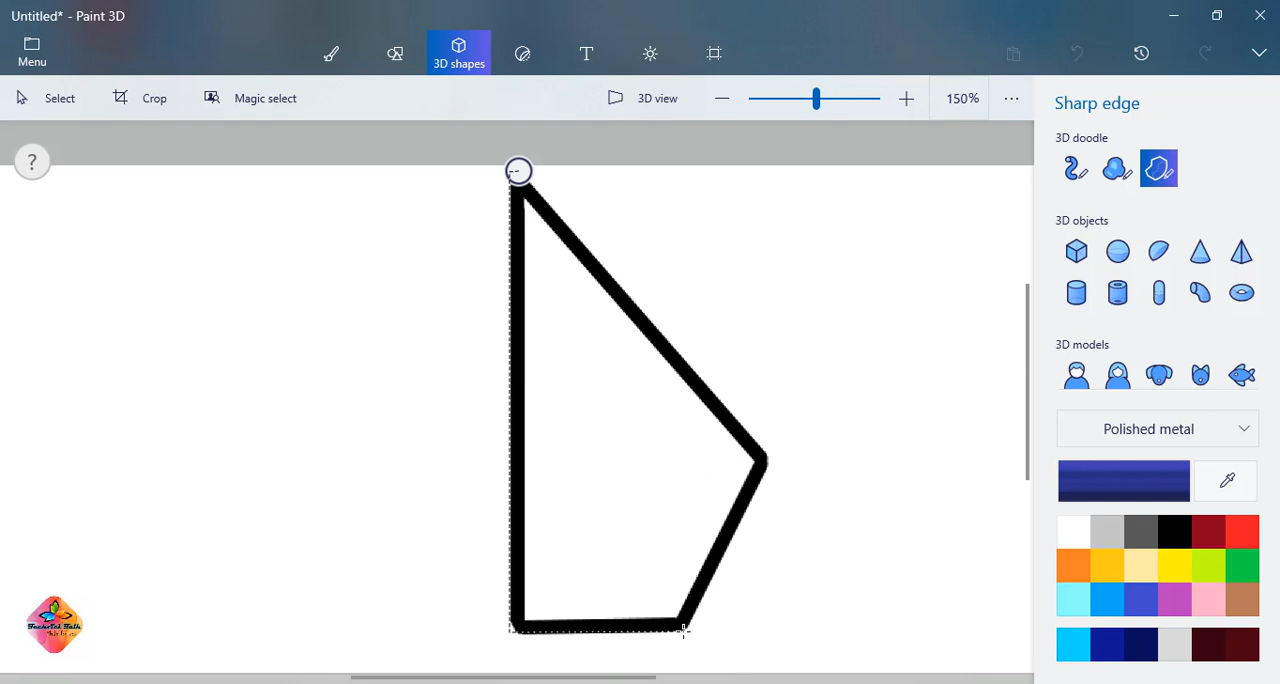 Untitled* - Paint 3D
Menu
3D shapes
Select
Crop
Magic select
3D view
150%
?
Sharp edge
3D doodle
3D objects
3D models
Polished metal